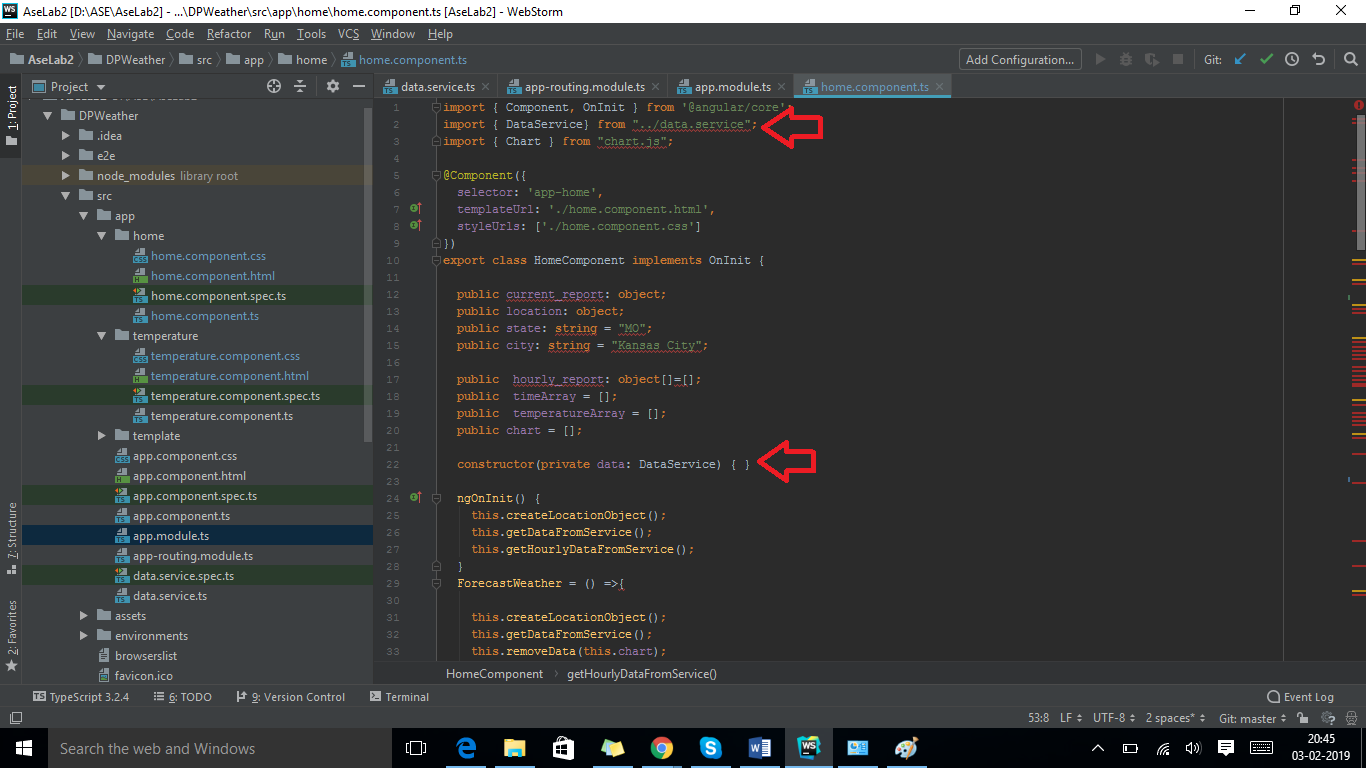 AseLab2 [D:\ASE\AseLab2] - ...\DPWeather\src\app\home\home.component.ts [AseLab2] - WebStorm
File Edit View Navigate Code Refactor Run Tools VCS Window Help
AseLab2 DPWeather src app home home.component.ts
Add Configuration...
Git:
1: Project
7: Structure
2: Favorites
Project
DPWeather
.idea
e2e
node_modules library root
src
app
home
home.component.css
home.component.html
home.component.spec.ts
home.component.ts
temperature
temperature.component.css
temperature.component.html
temperature.component.spec.ts
temperature.component.ts
template
app.component.css
app.component.html
app.component.spec.ts
app.component.ts
app.module.ts
app-routing.module.ts
data.service.spec.ts
data.service.ts
assets
environments
browserslist
favicon.ico
data.service.ts app-routing.module.ts app.module.ts home.component.ts
1 import { Component, OnInit } from '@angular/core';
2 import { DataService} from "../data.service";
3 import { Chart } from "chart.js";
4
5 @Component({
6 selector: 'app-home',
7 templateUrl: './home.component.html',
8 styleUrls: ['./home.component.css']
9 })
10 export class HomeComponent implements OnInit {
11
12 public current_report: object;
13 public location: object;
14 public state: string = "MO";
15 public city: string = "Kansas City";
16
17 public hourly_report: object[]=[];
18 public timeArray = [];
19 public temperatureArray = [];
20 public chart = [];
21
22 constructor(private data: DataService) { }
24 ngOnInit() {
25 this.createLocationObject();
26 this.getDataFromService();
27 this.getHourlyDataFromService();
28 }
29 ForecastWeather = () =>{
30
31 this.createLocationObject();
32 this.getDataFromService();
33 this.removeData(this.chart);
HomeComponent › getHourlyDataFromService()
TypeScript 3.2.4 6: TODO 9: Version Control Terminal Event Log
53:8 LF UTF-8 2 spaces* Git: master
Search the web and Windows
20:45
03-02-2019